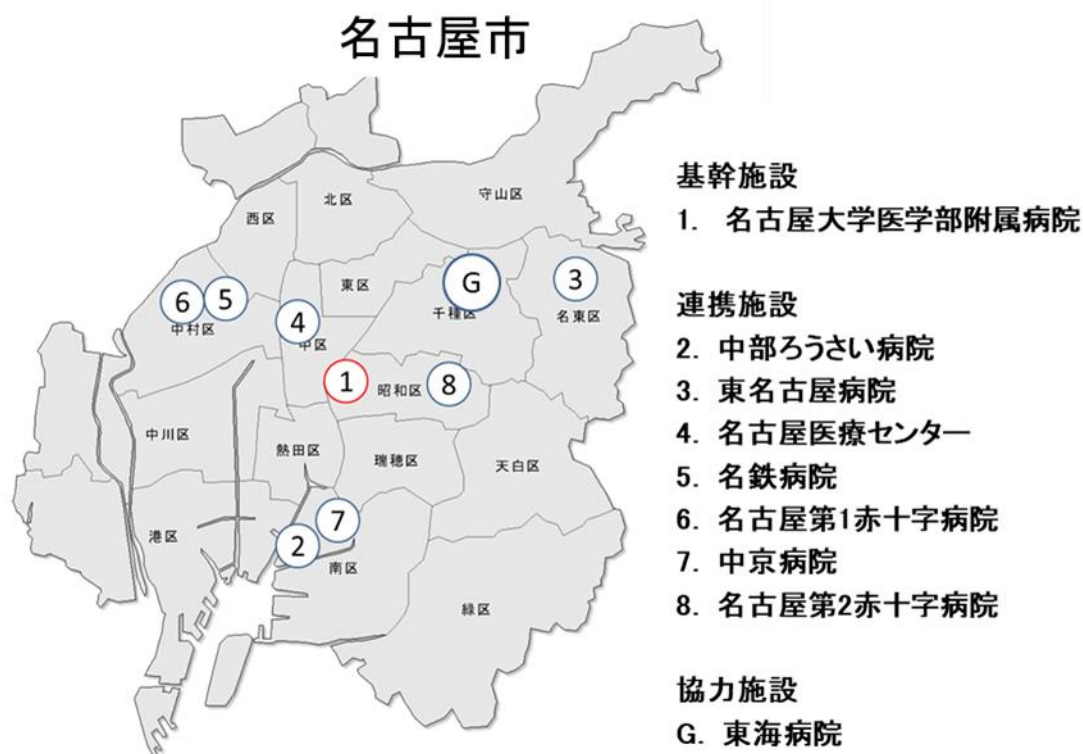 名古屋市
守山区
北区
西区
東区
G
3
千種区
名東区
6
5
中村区
4
中区
1
昭和区
8
中川区
熱田区
瑞穂区
天白区
7
2
港区
南区
緑区
基幹施設
1. 名古屋大学医学部附属病院
連携施設
2. 中部ろうさい病院
3. 東名古屋病院
4. 名古屋医療センター
5. 名鉄病院
6. 名古屋第1赤十字病院
7. 中京病院
8. 名古屋第2赤十字病院
協力施設
G. 東海病院